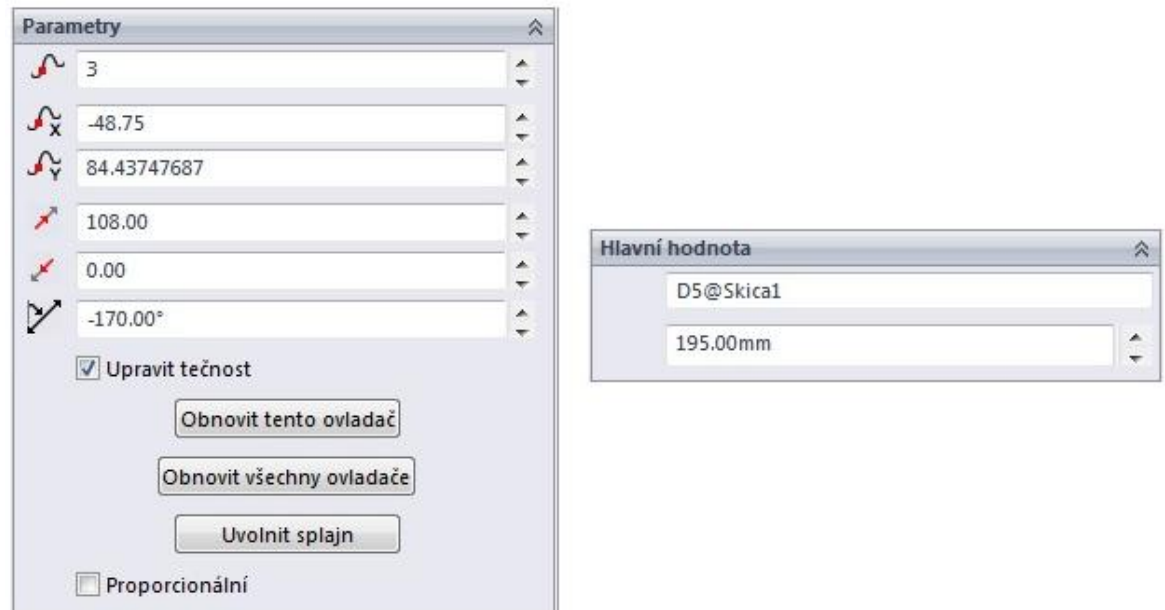 Parametry
3
X
-48.75
Y
84.43747687
108.00
0.00
-170.00°
Upravit tečnost
Obnovit tento ovladač
Obnovit všechny ovladače
Uvolnit splajn
Proporcionální
Hlavní hodnota
D5@Skica1
195.00mm